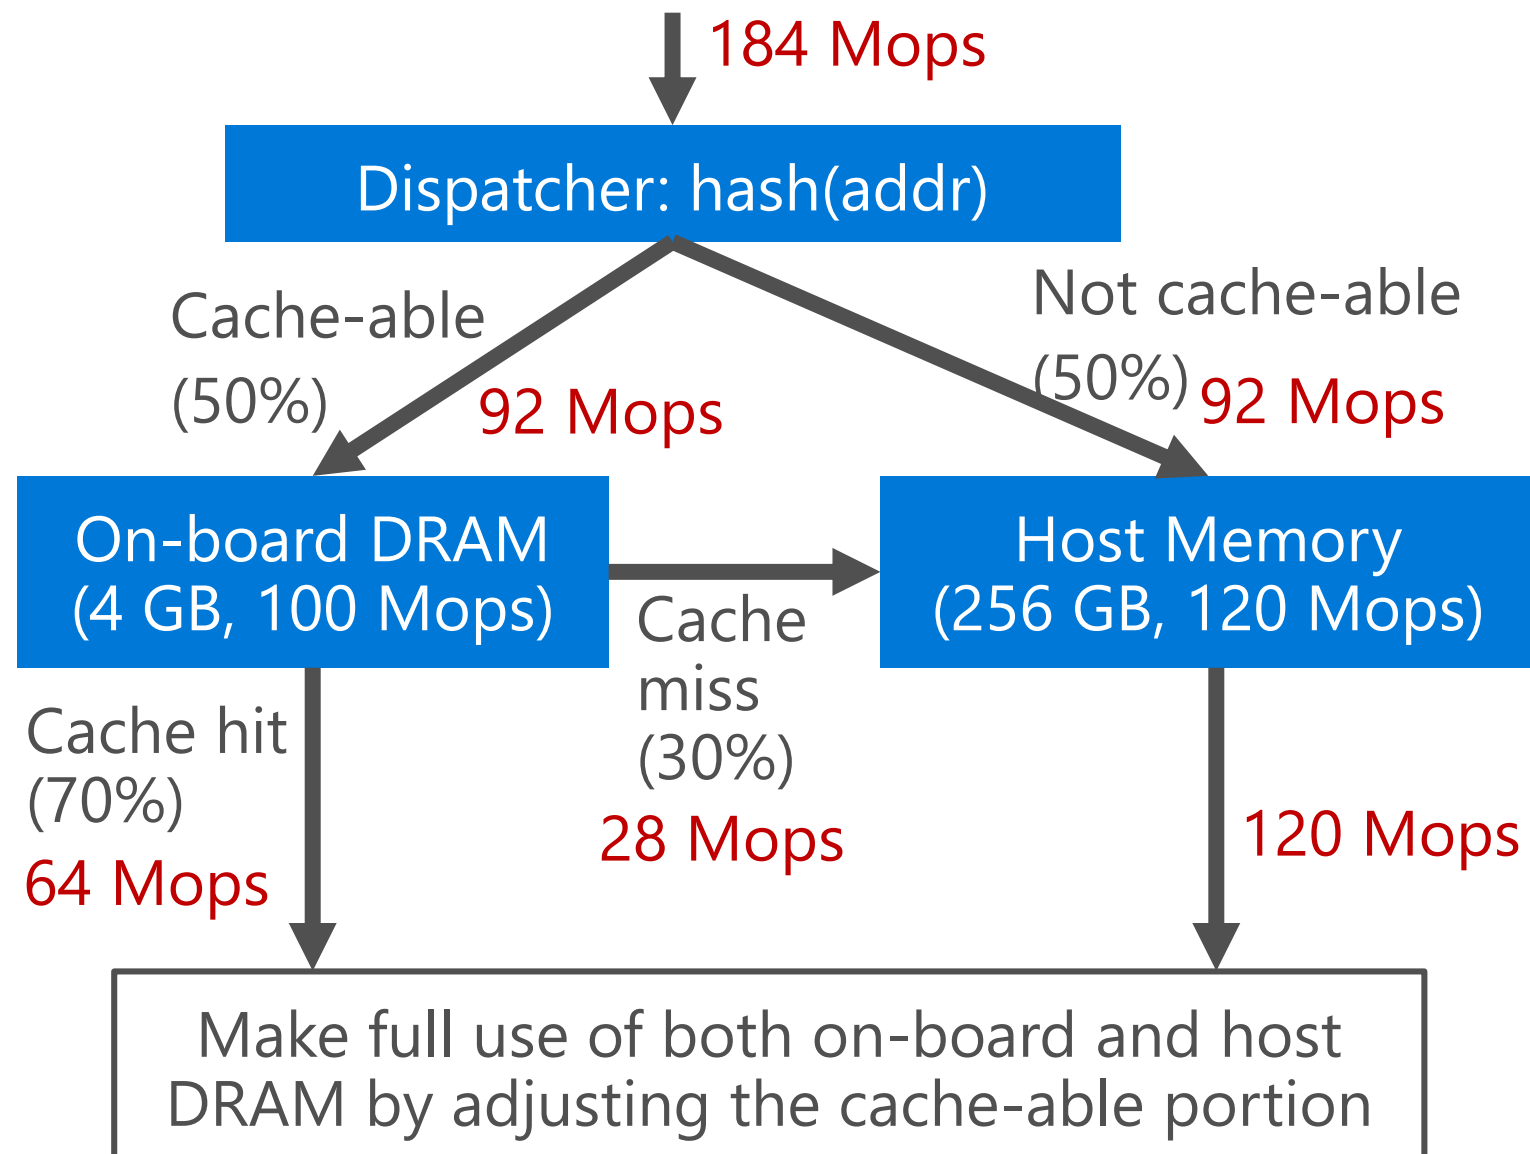 184 Mops
Dispatcher: hash(addr)
Cache-able
(50%)
92 Mops
Not cache-able
(50%)
92 Mops
On-board DRAM
(4 GB, 100 Mops)
Host Memory
(256 GB, 120 Mops)
Cache
miss
(30%)
28 Mops
Cache hit
(70%)
64 Mops
120 Mops
Make full use of both on-board and host
DRAM by adjusting the cache-able portion